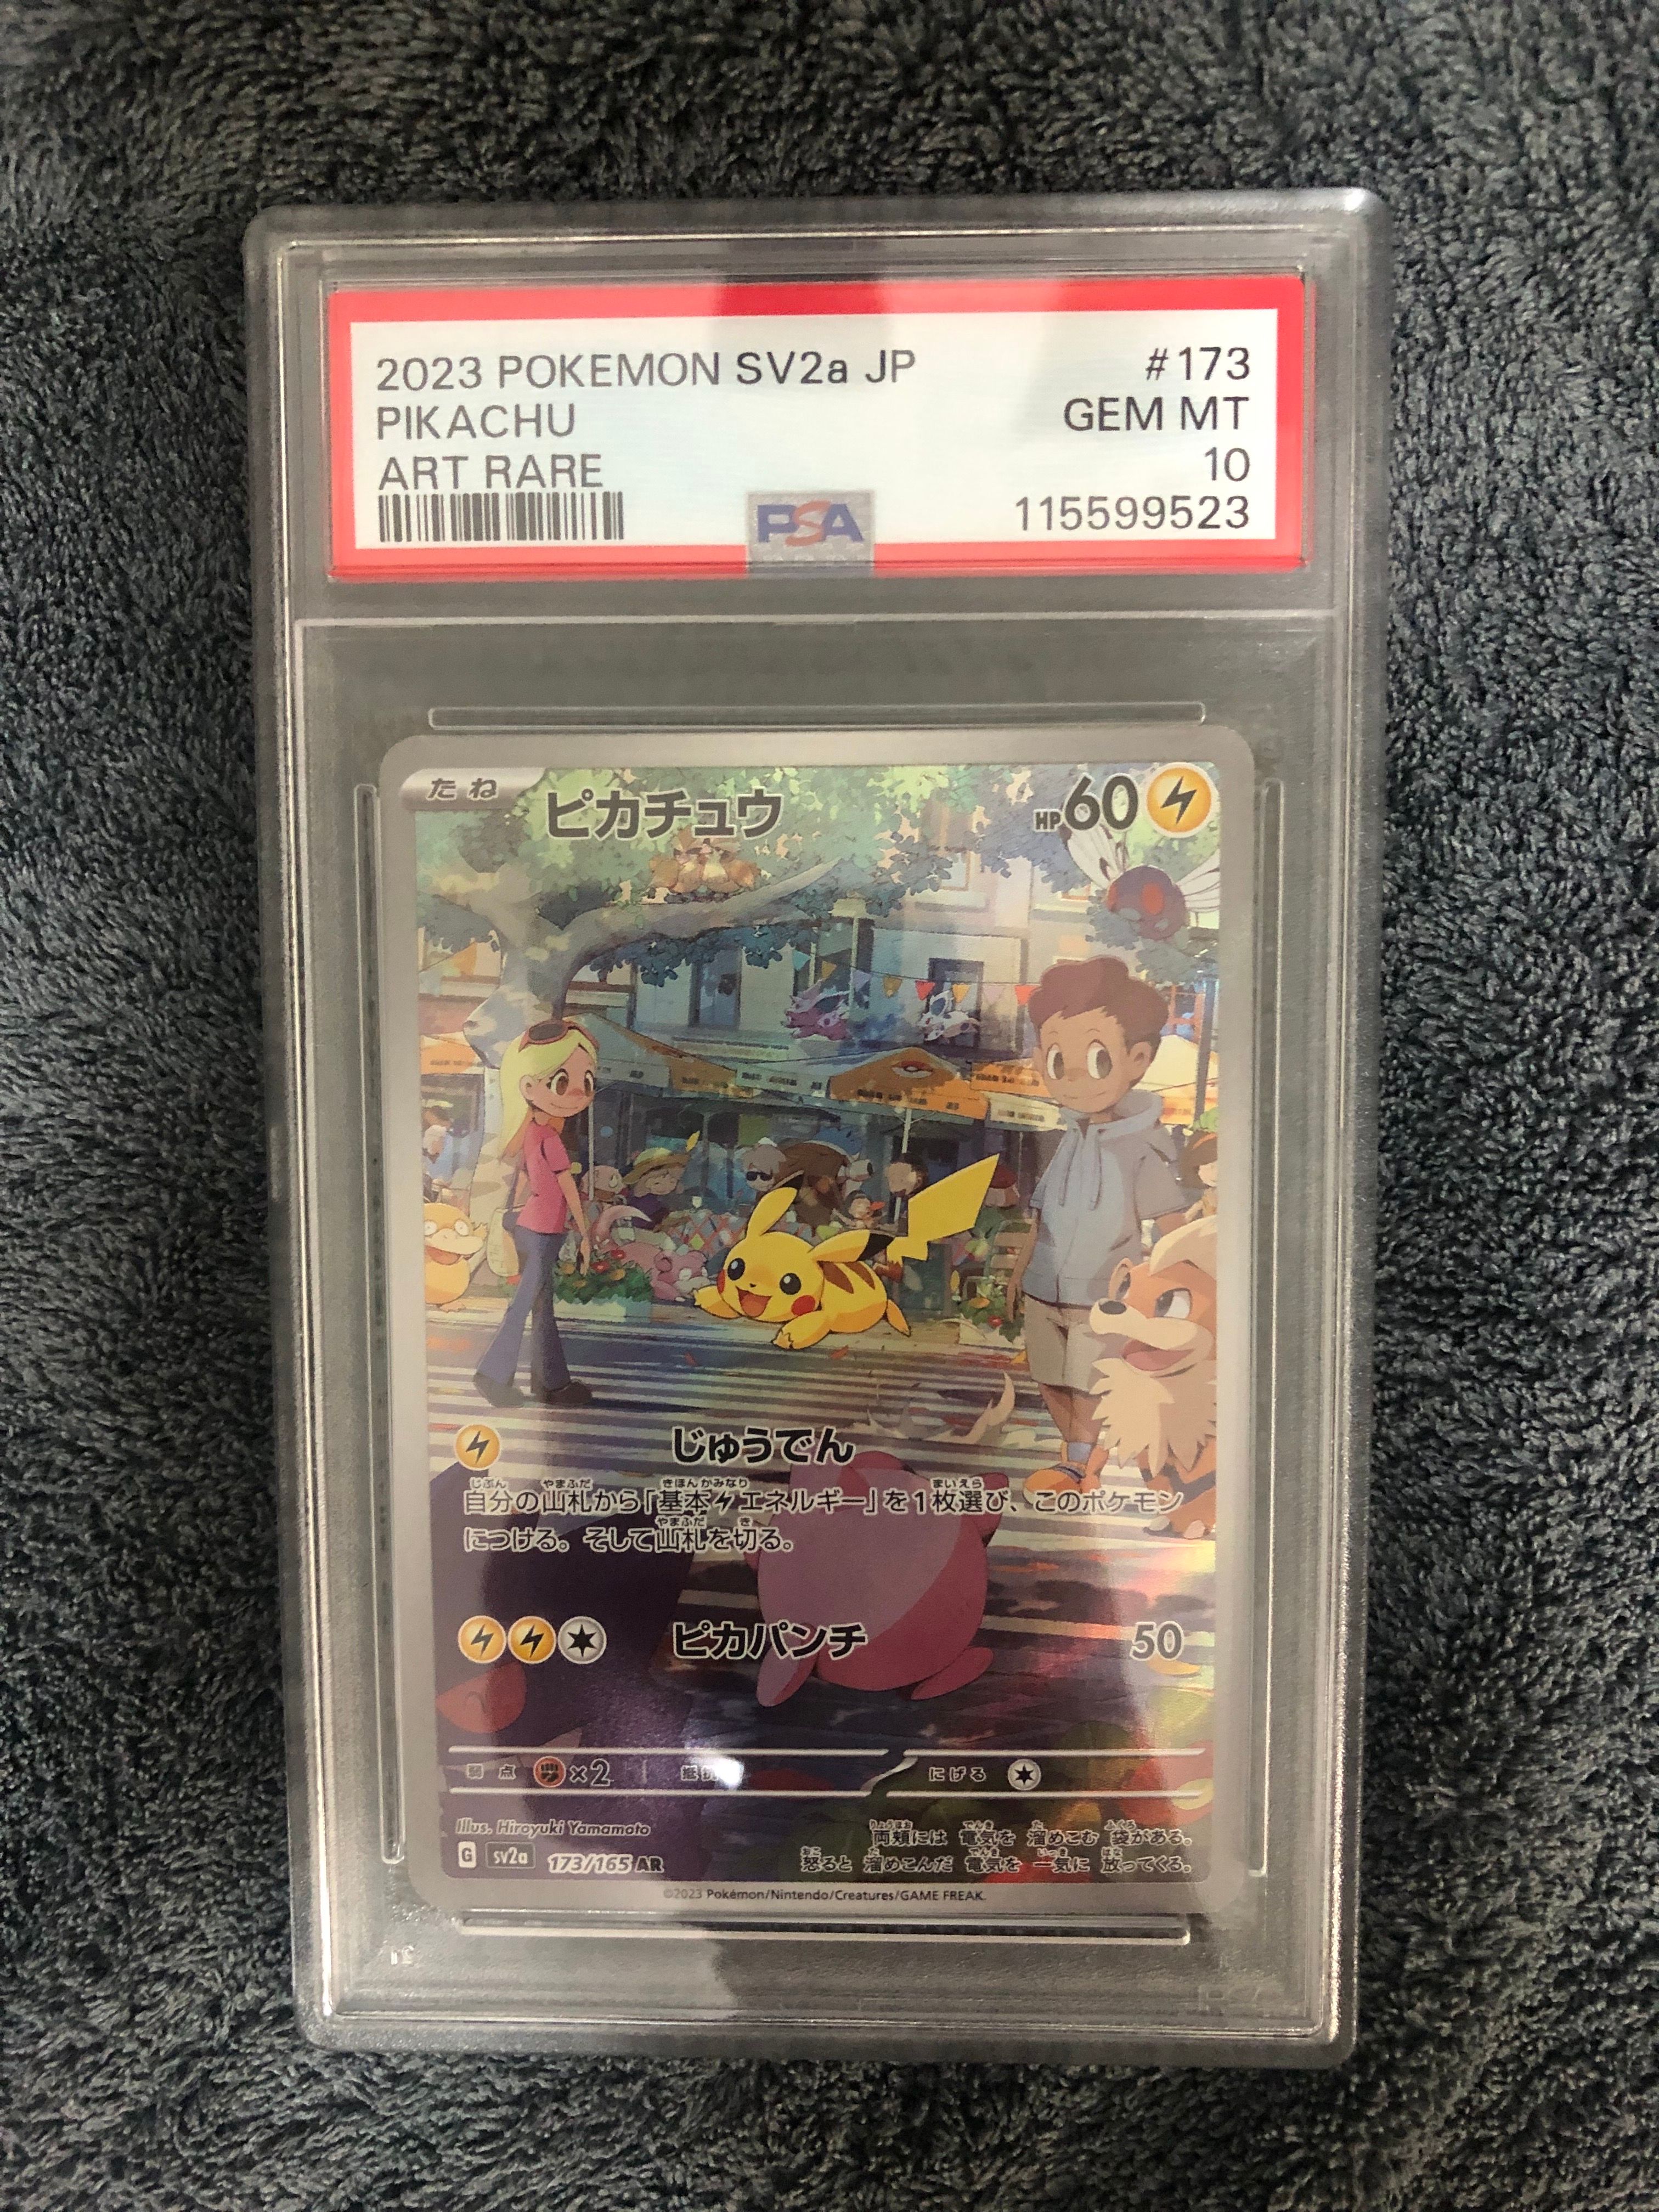 2023 POKEMON SV2a JP #173
PIKACHU GEM MT
ART RARE 10
PSA 115599523
たね ピカチュウ HP60
じゅうでん
自分の山札から「基本エネルギー」を1枚選び、このポケモン
につける。そして山札を切る。
ピカパンチ 50
弱点 ×2 抵抗 にげる
Illus. Hiroyuki Yamamoto
両頬には 電気を 溜めこむ 袋がある。
G sv2a 173/165 AR
怒ると 溜めこんだ 電気を 一気に 放ってくる。
©2023 Pokémon/Nintendo/Creatures/GAME FREAK.